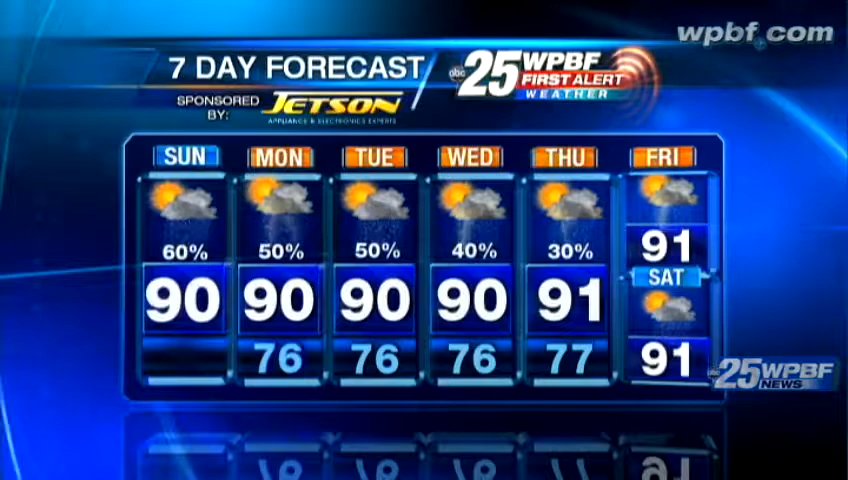 wpbf.com
7 DAY FORECAST
abc 25 WPBF
FIRST ALERT
WEATHER
SPONSORED BY:
JETSON
APPLIANCE & ELECTRONICS EXPERTS
SUN MON TUE WED THU FRI
60% 50% 50% 40% 30%
91
SAT
90 90 90 90 91
76 76 76 77
91
abc 25 WPBF
NEWS